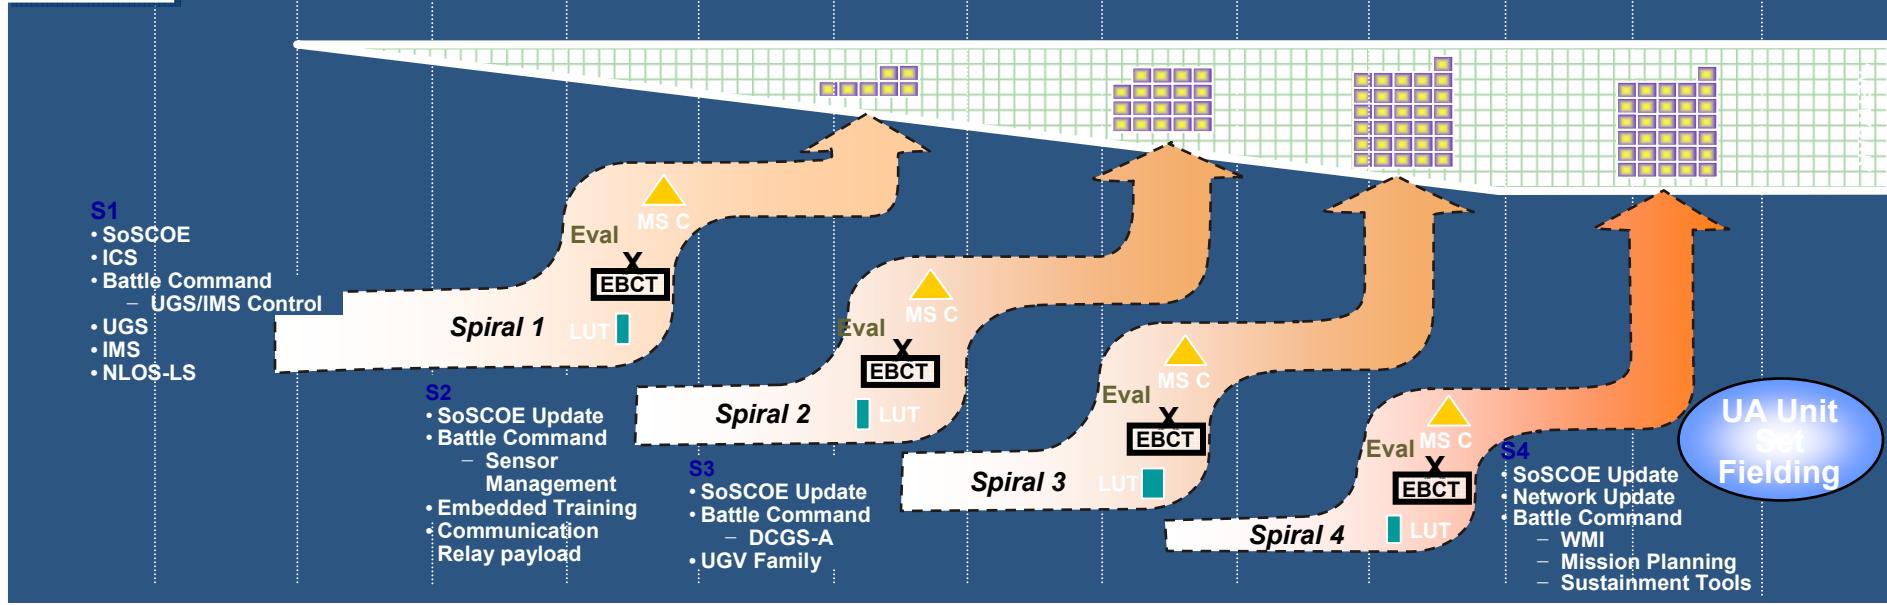 S1
• SoSCOE
• ICS
• Battle Command
– UGS/IMS Control
• UGS
• IMS
• NLOS-LS
Spiral 1
LUT
EBCT
X
Eval
MS C
S2
• SoSCOE Update
• Battle Command
– Sensor
Management
• Embedded Training
• Communication
Relay payload
Spiral 2
LUT
EBCT
X
Eval
MS C
S3
• SoSCOE Update
• Battle Command
– DCGS-A
• UGV Family
Spiral 3
LUT
EBCT
X
Eval
MS C
Spiral 4
LUT
EBCT
X
Eval
MS C
S4
• SoSCOE Update
• Network Update
• Battle Command
– WMI
– Mission Planning
– Sustainment Tools
UA Unit
Set
Fielding